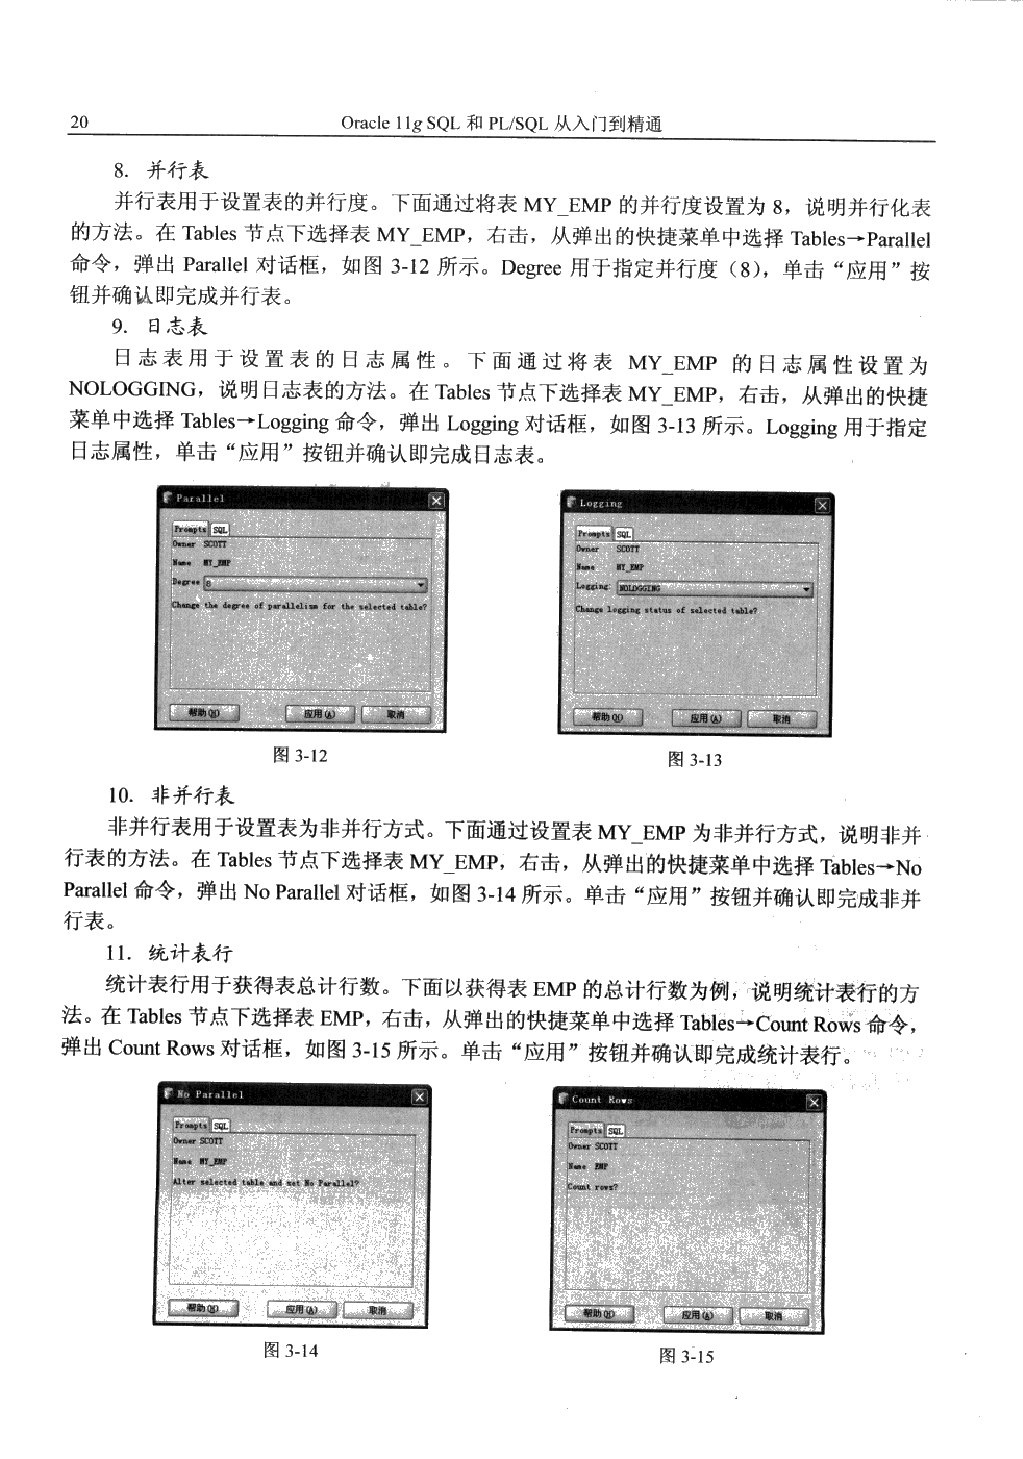 20
Oracle 11g SQL 和 PL/SQL 从入门到精通
8. 并行表
并行表用于设置表的并行度。下面通过将表 MY_EMP 的并行度设置为 8，说明并行化表
的方法。在 Tables 节点下选择表 MY_EMP，右击，从弹出的快捷菜单中选择 Tables→Parallel
命令，弹出 Parallel 对话框，如图 3-12 所示。Degree 用于指定并行度（8），单击“应用”按
钮并确认即完成并行表。
9. 日志表
日志表用于设置表的日志属性。下面通过将表 MY_EMP 的日志属性设置为
NOLOGGING，说明日志表的方法。在 Tables 节点下选择表 MY_EMP，右击，从弹出的快捷
菜单中选择 Tables→Logging 命令，弹出 Logging 对话框，如图 3-13 所示。Logging 用于指定
日志属性，单击“应用”按钮并确认即完成日志表。
Parallel
Prompts SQL
Owner SCOTT
Name MY_EMP
Degree 8
Change the degree of parallelism for the selected table?
帮助(H) 应用(A) 取消
图 3-12
Logging
Prompts SQL
Owner SCOTT
Name MY_EMP
Logging: NOLOGGING
Change logging status of selected table?
帮助(H) 应用(A) 取消
图 3-13
10. 非并行表
非并行表用于设置表为非并行方式。下面通过设置表 MY_EMP 为非并行方式，说明非并
行表的方法。在 Tables 节点下选择表 MY_EMP，右击，从弹出的快捷菜单中选择 Tables→No
Parallel 命令，弹出 No Parallel 对话框，如图 3-14 所示。单击“应用”按钮并确认即完成非并
行表。
11. 统计表行
统计表行用于获得表总计行数。下面以获得表 EMP 的总计行数为例，说明统计表行的方
法。在 Tables 节点下选择表 EMP，右击，从弹出的快捷菜单中选择 Tables→Count Rows 命令，
弹出 Count Rows 对话框，如图 3-15 所示。单击“应用”按钮并确认即完成统计表行。
No Parallel
Prompts SQL
Owner SCOTT
Name MY_EMP
Alter selected table and set No Parallel?
帮助(H) 应用(A) 取消
图 3-14
Count Rows
Prompts SQL
Owner SCOTT
Name EMP
Count rows?
帮助(H) 应用(A) 取消
图 3-15